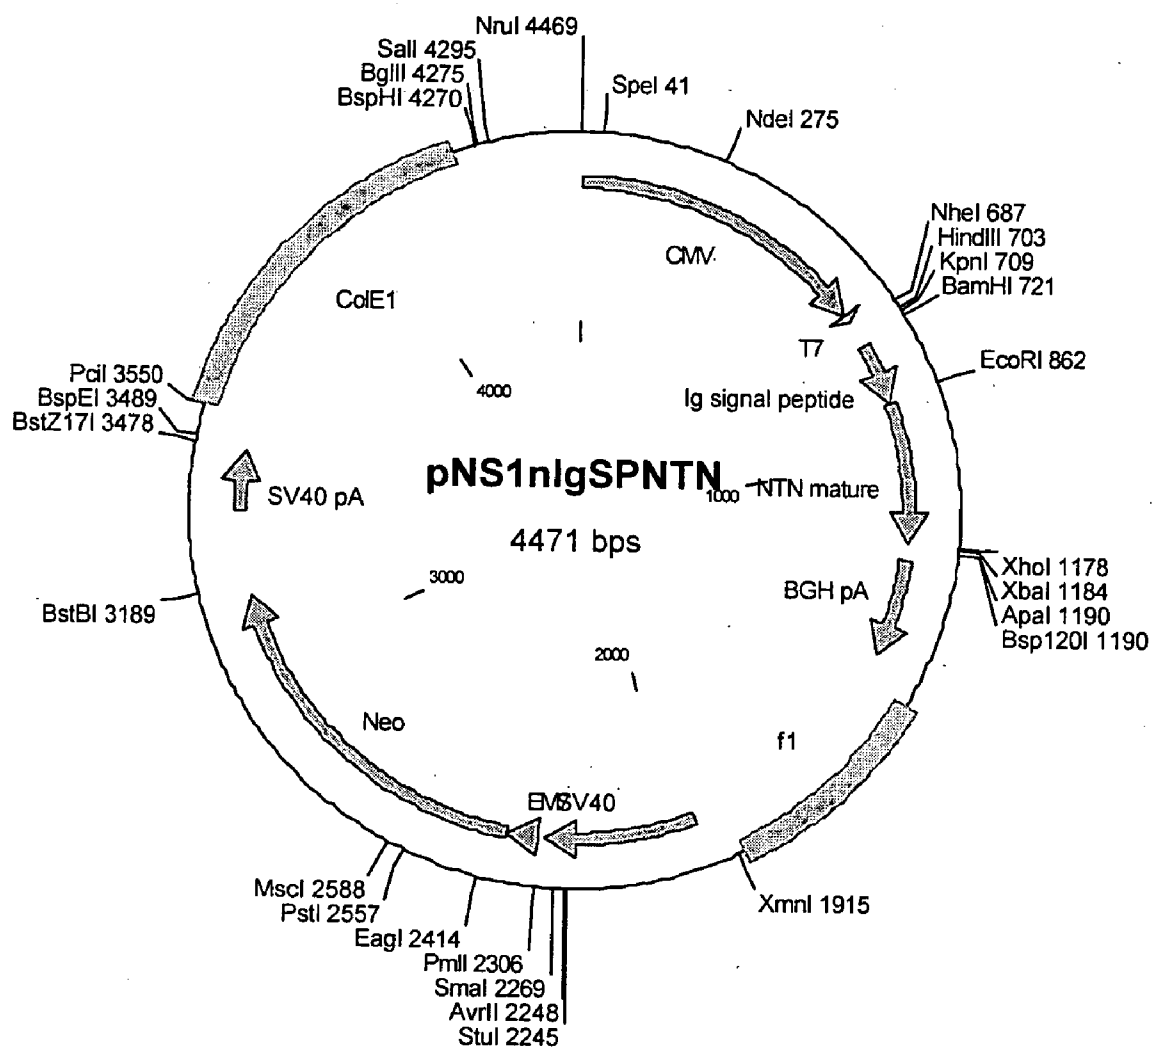 NruI 4469
SalI 4295
BglII 4275
BspHI 4270
SpeI 41
NdeI 275
NheI 687
HindIII 703
KpnI 709
BamHI 721
CMV
ColE1
T7
EcoRI 862
PciI 3550
BspEI 3489
BstZ17I 3478
4000
Ig signal peptide
pNS1nIgSPNTN
1000
NTN mature
SV40 pA
4471 bps
XhoI 1178
XbaI 1184
ApaI 1190
Bsp120I 1190
BGH pA
3000
BstBI 3189
2000
Neo
f1
EM7
SV40
XmnI 1915
MscI 2588
PstI 2557
EagI 2414
PmlI 2306
SmaI 2269
AvrII 2248
StuI 2245